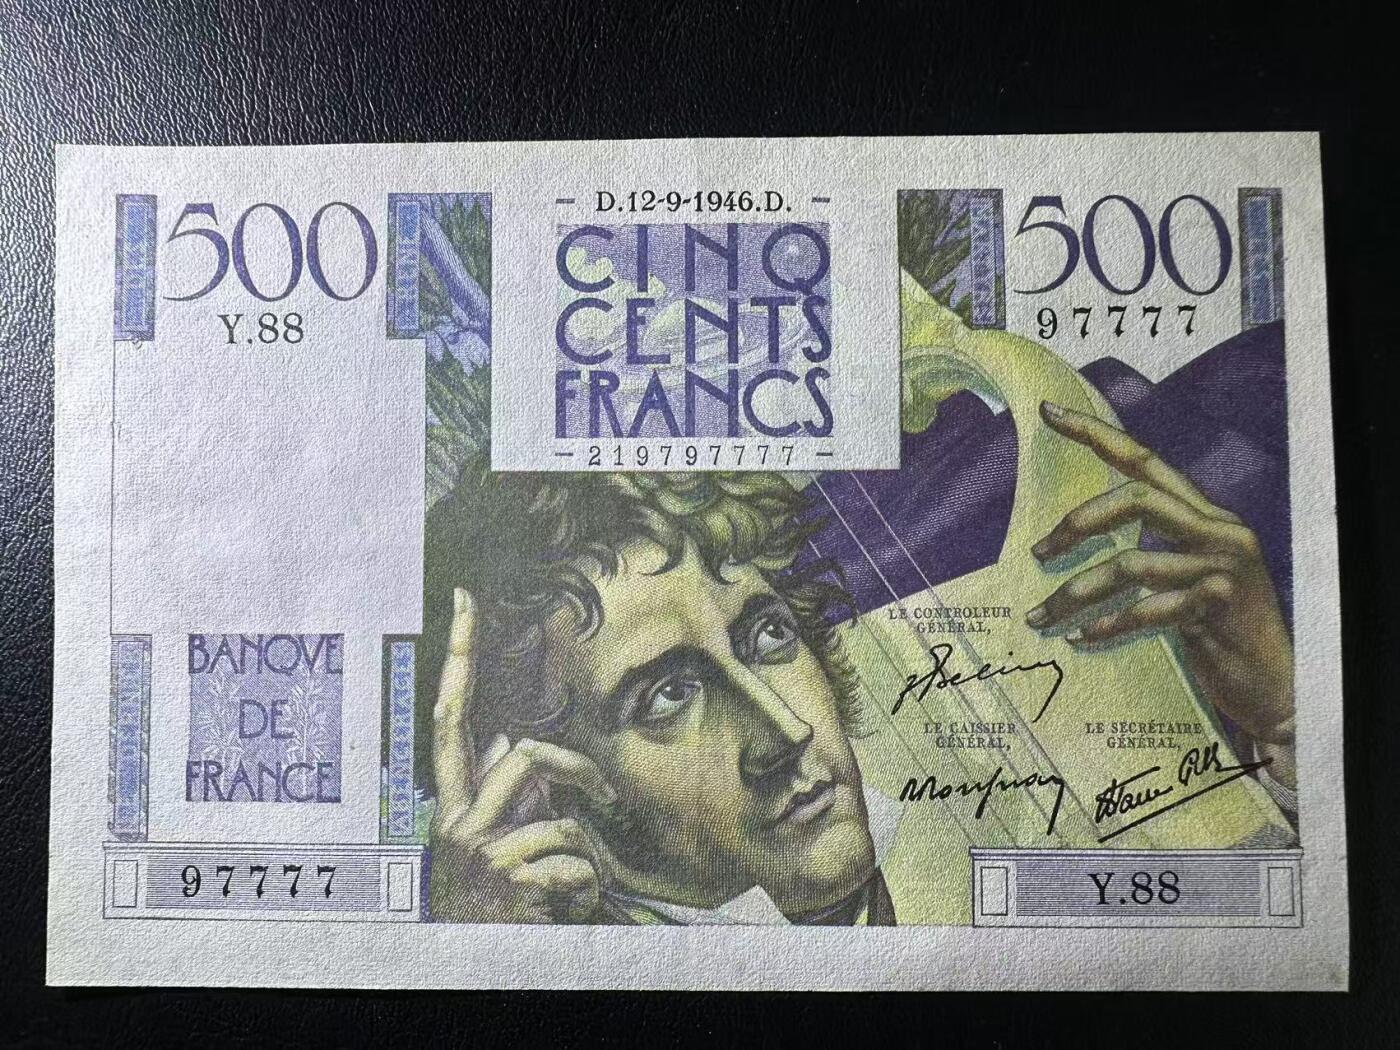 500
D.12-9-1946.D.
500
Y.88
CINQ
CENTS
FRANCS
97777
219797777
LE CONTROLEUR
GÉNÉRAL,
LE CAISSIER
GÉNÉRAL,
LE SECRÉTAIRE
GÉNÉRAL,
BANQUE
DE
FRANCE
97777
Y.88